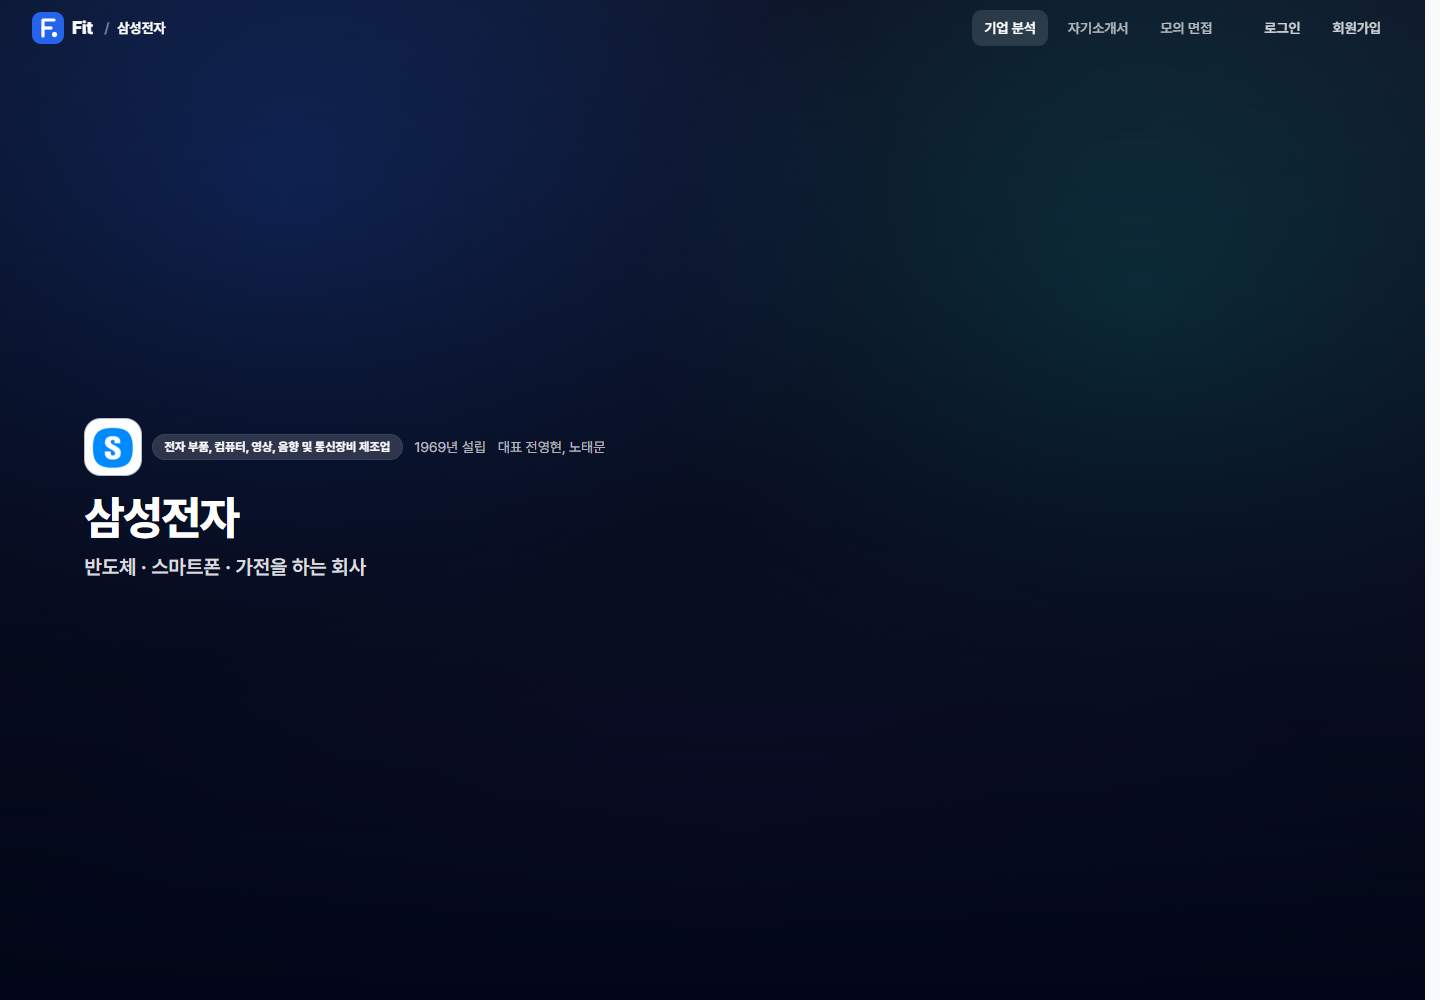 F. Fit / 삼성전자
기업 분석 자기소개서 모의 면접 로그인 회원가입
S 전자 부품, 컴퓨터, 영상, 음향 및 통신장비 제조업 1969년 설립 대표 전영현, 노태문
삼성전자
반도체 · 스마트폰 · 가전을 하는 회사